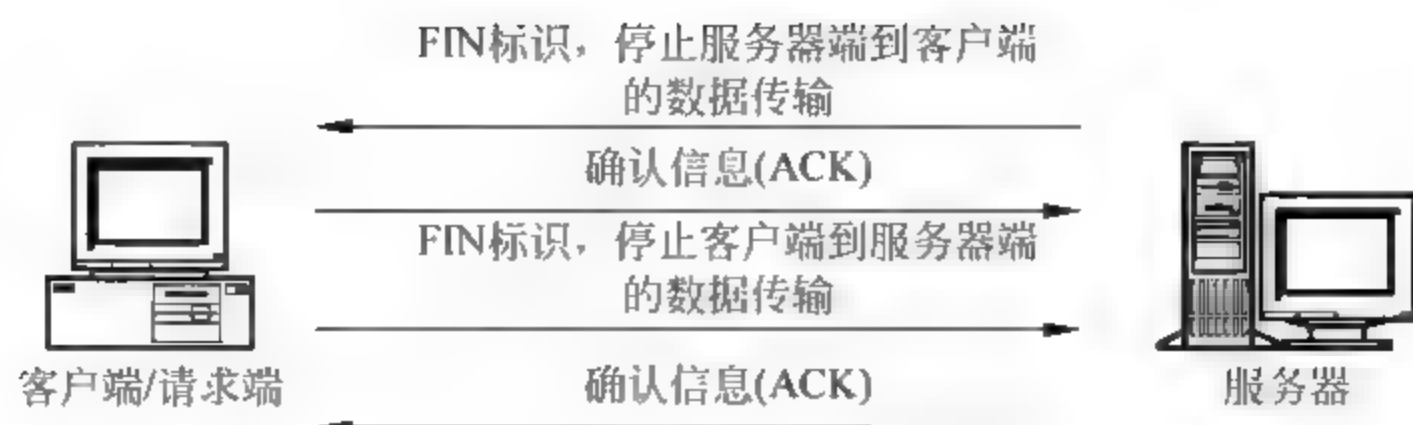 FIN标识，停止服务器端到客户端
的数据传输
确认信息(ACK)
FIN标识，停止客户端到服务器端
的数据传输
客户端/请求端
确认信息(ACK)
服务器